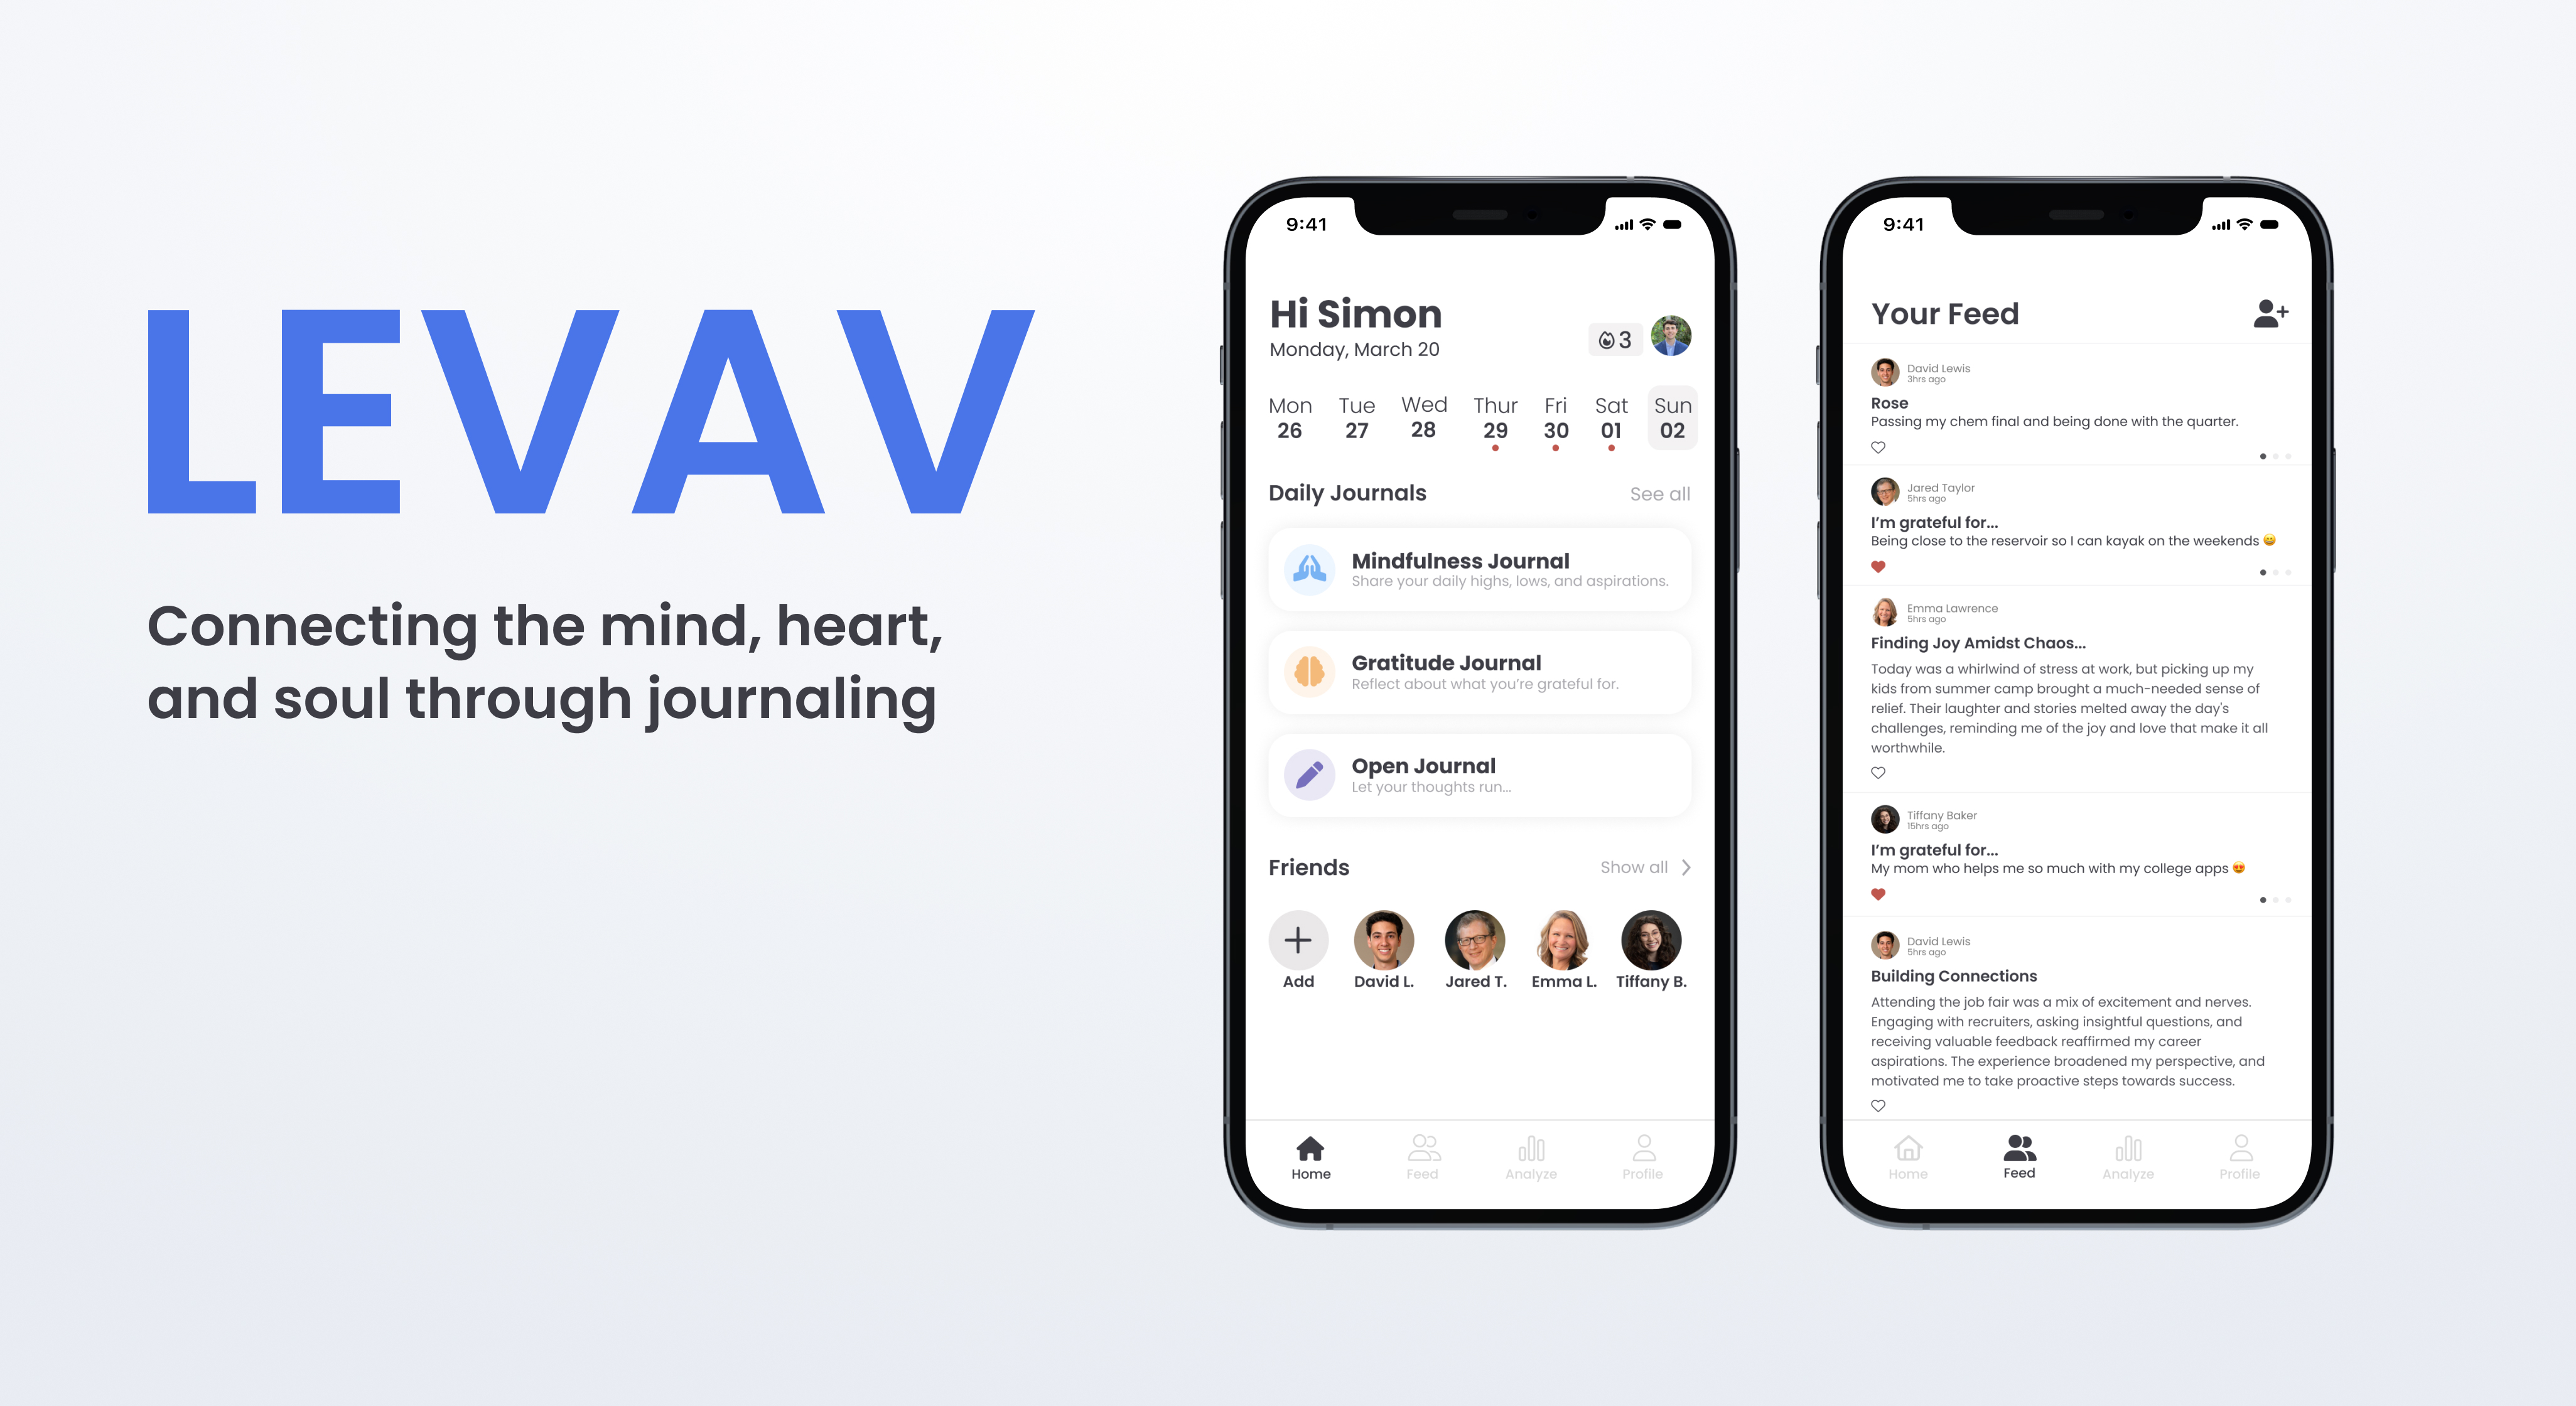 LEVAV
Connecting the mind, heart,
and soul through journaling
9:41
Hi Simon
Monday, March 20
3
Mon Tue Wed Thur Fri Sat Sun
26 27 28 29 30 01 02
Daily Journals See all
Mindfulness Journal
Share your daily highs, lows, and aspirations.
Gratitude Journal
Reflect about what you're grateful for.
Open Journal
Let your thoughts run...
Friends Show all
Add David L. Jared T. Emma L. Tiffany B.
Home Feed Analyze Profile
9:41
Your Feed
David Lewis
3hrs ago
Rose
Passing my chem final and being done with the quarter.
Jared Taylor
5hrs ago
I'm grateful for...
Being close to the reservoir so I can kayak on the weekends 😀
Emma Lawrence
5hrs ago
Finding Joy Amidst Chaos...
Today was a whirlwind of stress at work, but picking up my
kids from summer camp brought a much-needed sense of
relief. Their laughter and stories melted away the day's
challenges, reminding me of the joy and love that make it all
worthwhile.
Tiffany Baker
15hrs ago
I'm grateful for...
My mom who helps me so much with my college apps 😍
David Lewis
5hrs ago
Building Connections
Attending the job fair was a mix of excitement and nerves.
Engaging with recruiters, asking insightful questions, and
receiving valuable feedback reaffirmed my career
aspirations. The experience broadened my perspective, and
motivated me to take proactive steps towards success.
Home Feed Analyze Profile